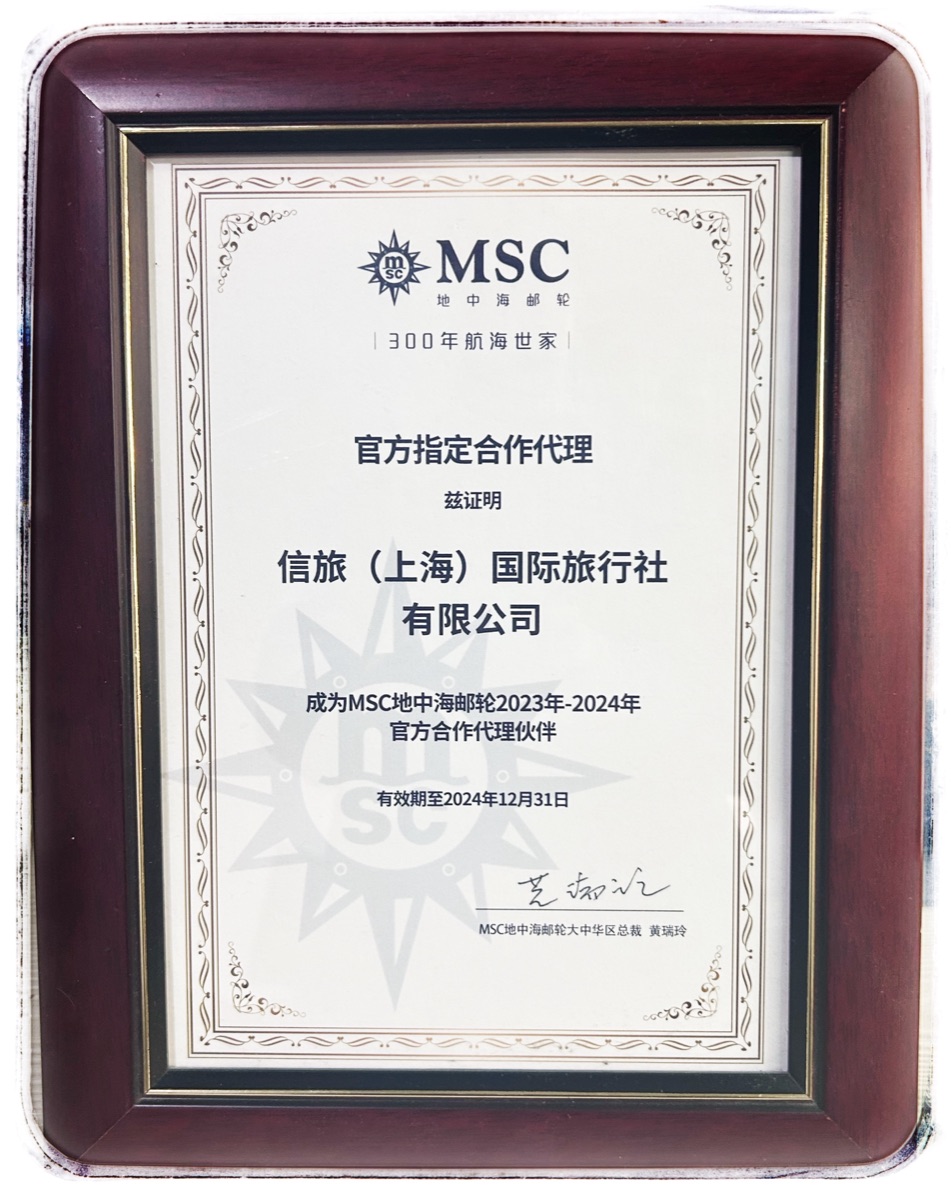 MSC
MSC
地中海邮轮
300年航海世家
官方指定合作代理
兹证明
信旅（上海）国际旅行社
有限公司
成为MSC地中海邮轮2023年-2024年
官方合作代理伙伴
有效期至2024年12月31日
msc
MSC地中海邮轮大中华区总裁 黄瑞玲